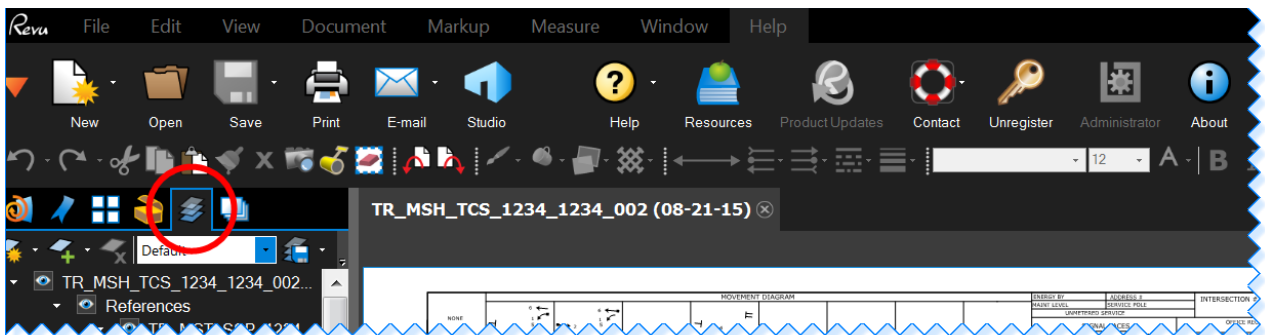 Revu File Edit View Document Markup Measure Window Help
New Open Save Print E-mail Studio Help Resources Product Updates Contact Unregister Administrator About
12 A B
TR_MSH_TCS_1234_1234_002 (08-21-15)
Default
TR_MSH_TCS_1234_1234_002...
References
MOVEMENT DIAGRAM
ENERGY BY ADDRESS #
MAINT LEVEL SERVICE POLE
UNMETERED SERVICE
INTERSECTION
NONE